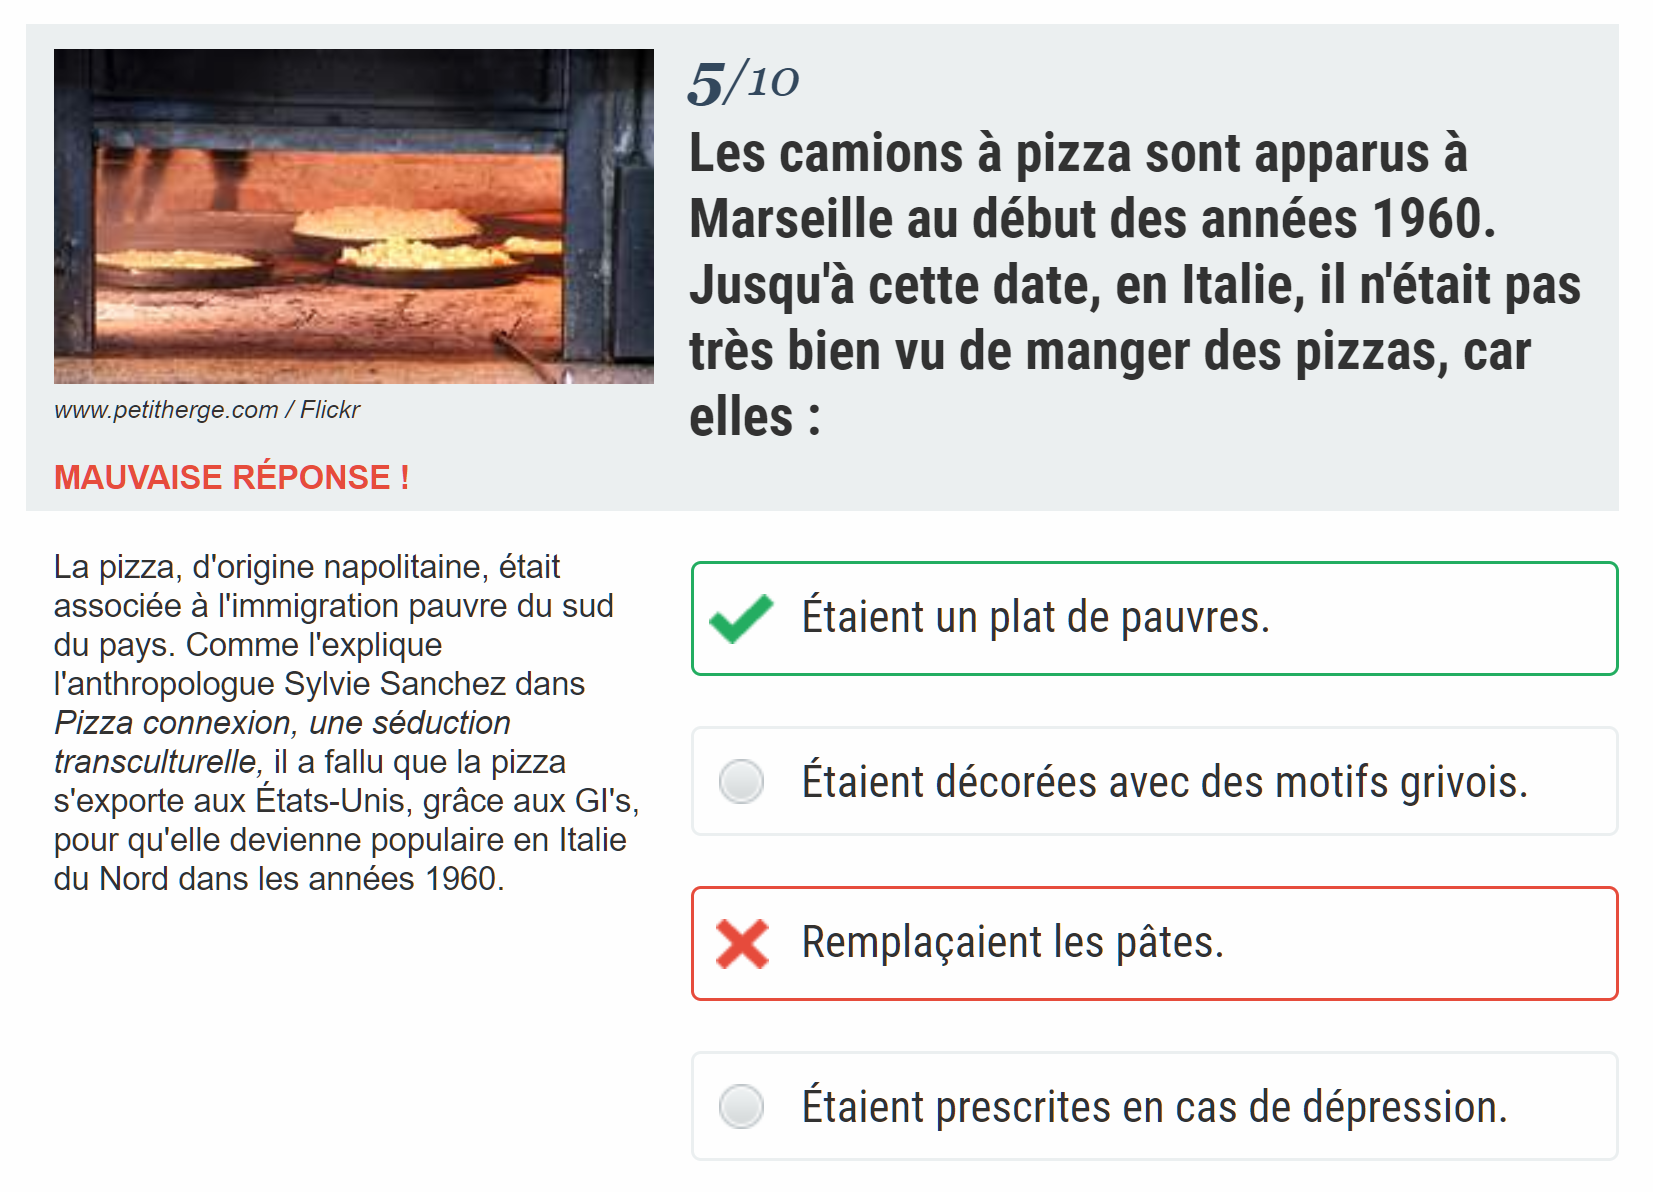 5/10
Les camions à pizza sont apparus à
Marseille au début des années 1960.
Jusqu'à cette date, en Italie, il n'était pas
très bien vu de manger des pizzas, car
elles :
www.petitherge.com / Flickr
MAUVAISE RÉPONSE !
La pizza, d'origine napolitaine, était
associée à l'immigration pauvre du sud
du pays. Comme l'explique
l'anthropologue Sylvie Sanchez dans
Pizza connexion, une séduction
transculturelle, il a fallu que la pizza
s'exporte aux États-Unis, grâce aux GI's,
pour qu'elle devienne populaire en Italie
du Nord dans les années 1960.
Étaient un plat de pauvres.
Étaient décorées avec des motifs grivois.
Remplaçaient les pâtes.
Étaient prescrites en cas de dépression.